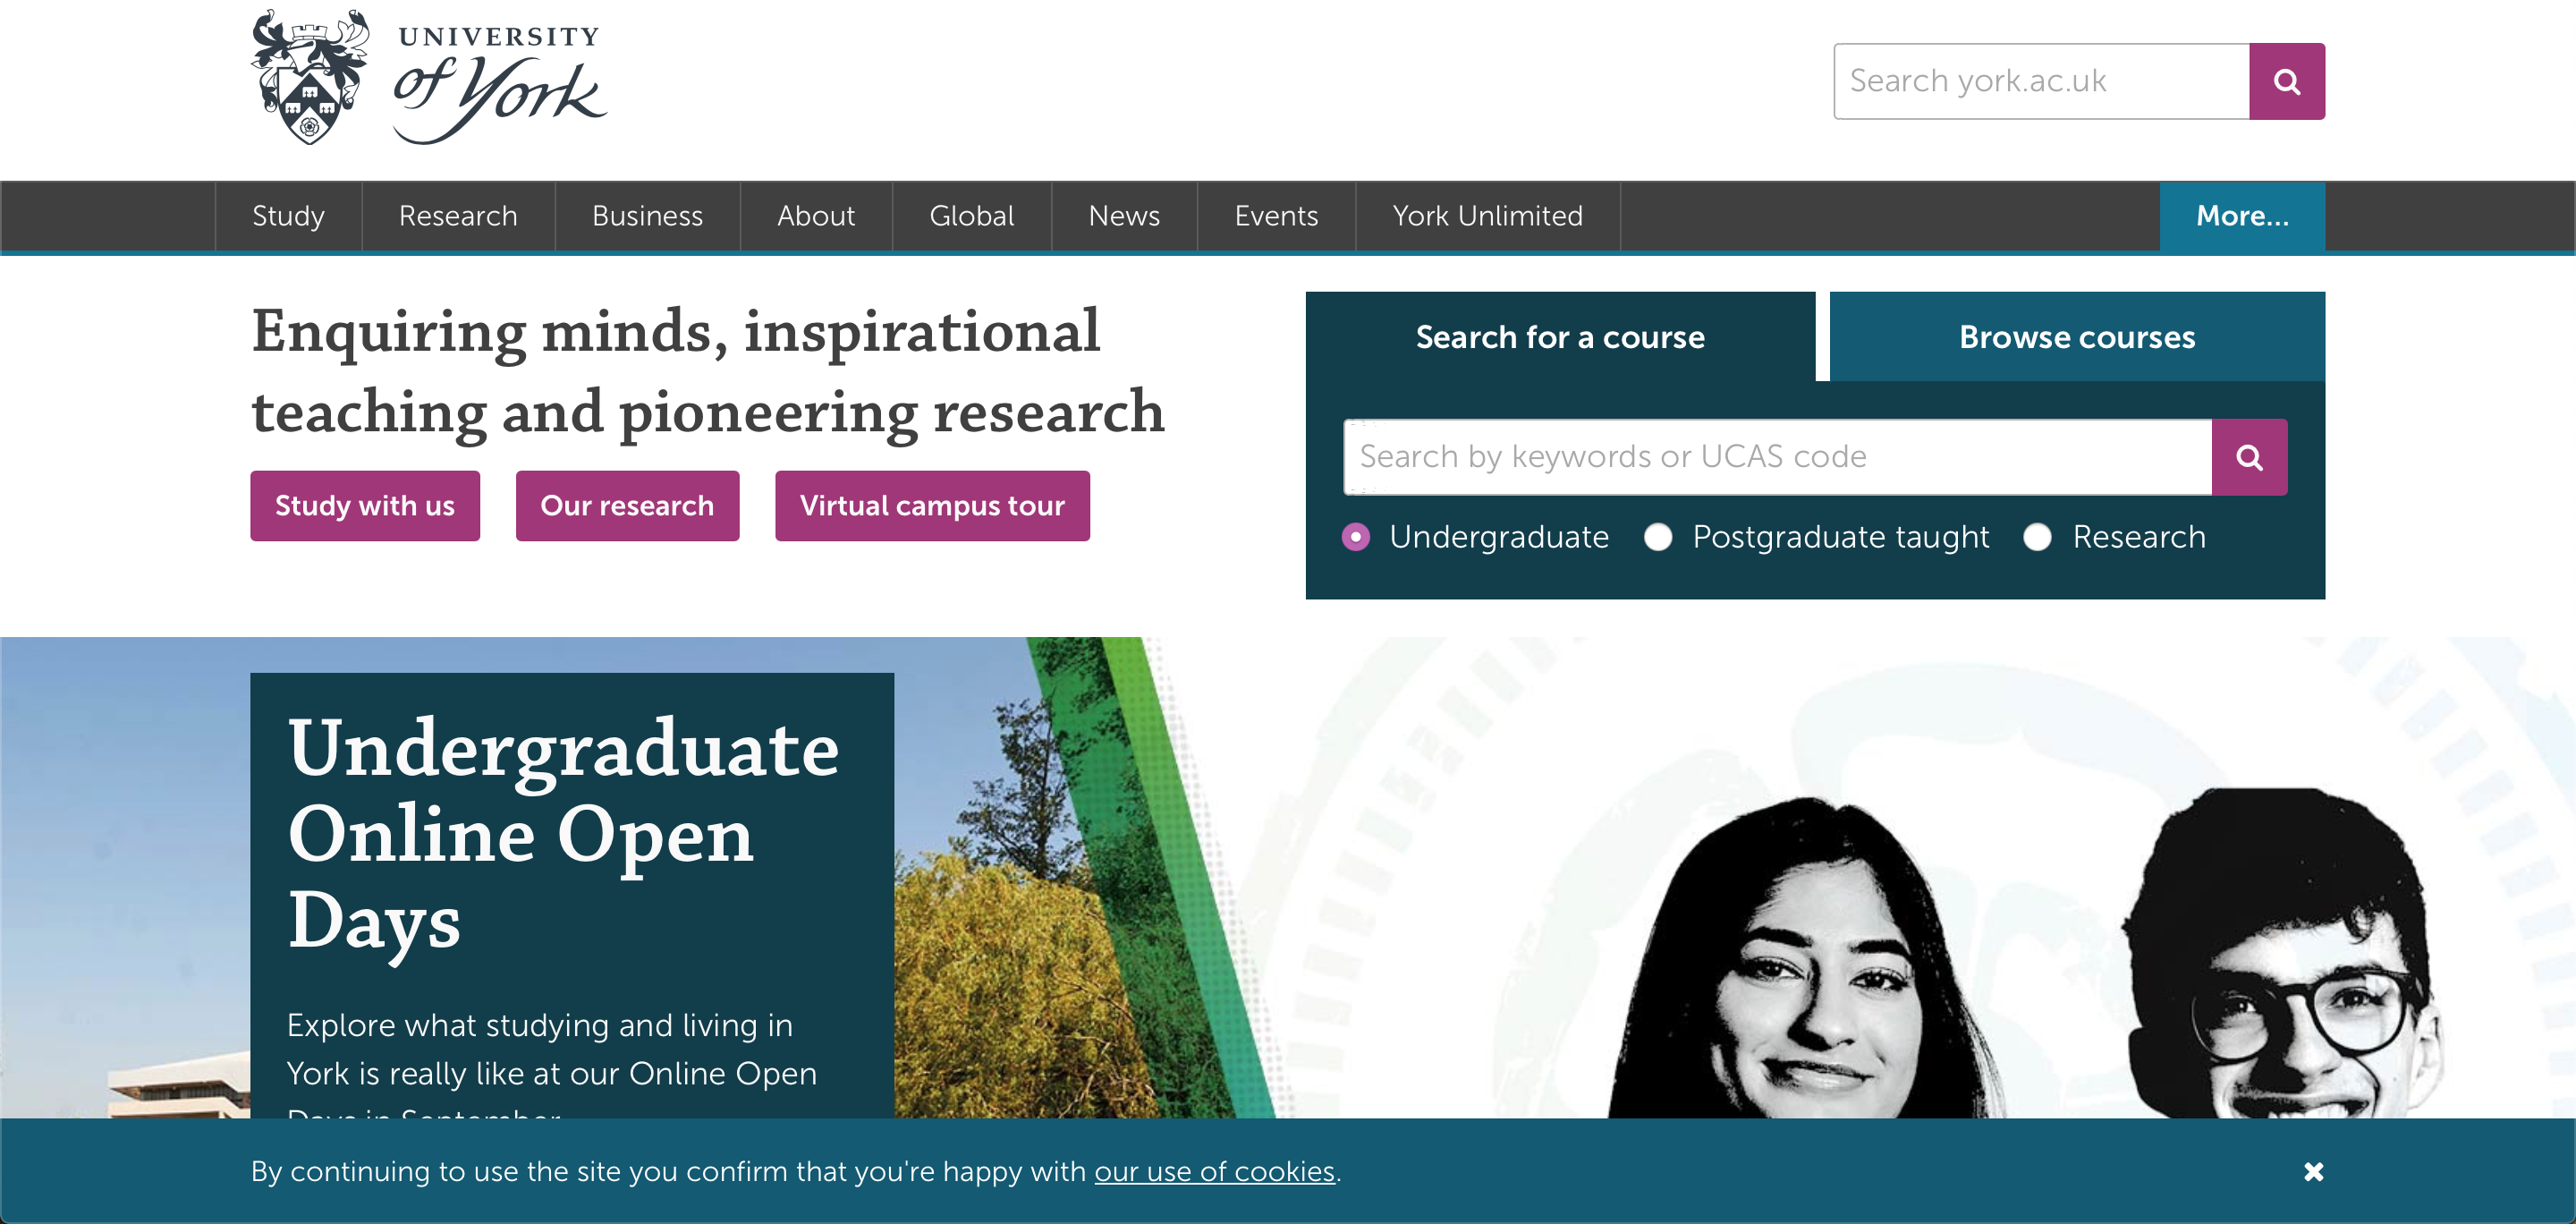 UNIVERSITY
of York
Search york.ac.uk
Study
Research
Business
About
Global
News
Events
York Unlimited
More...
Enquiring minds, inspirational
teaching and pioneering research
Study with us
Our research
Virtual campus tour
Search for a course
Browse courses
Search by keywords or UCAS code
Undergraduate
Postgraduate taught
Research
Undergraduate
Online Open
Days
Explore what studying and living in
York is really like at our Online Open
Days in September
By continuing to use the site you confirm that you're happy with our use of cookies.